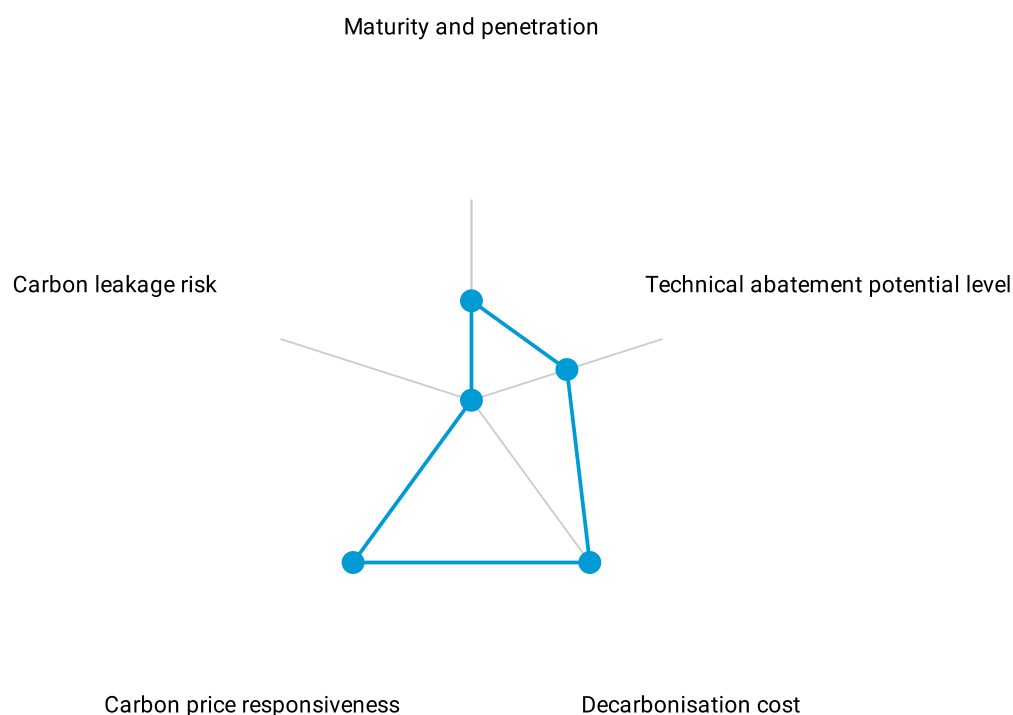 Maturity and penetration
Carbon leakage risk
Technical abatement potential level
Carbon price responsiveness
Decarbonisation cost